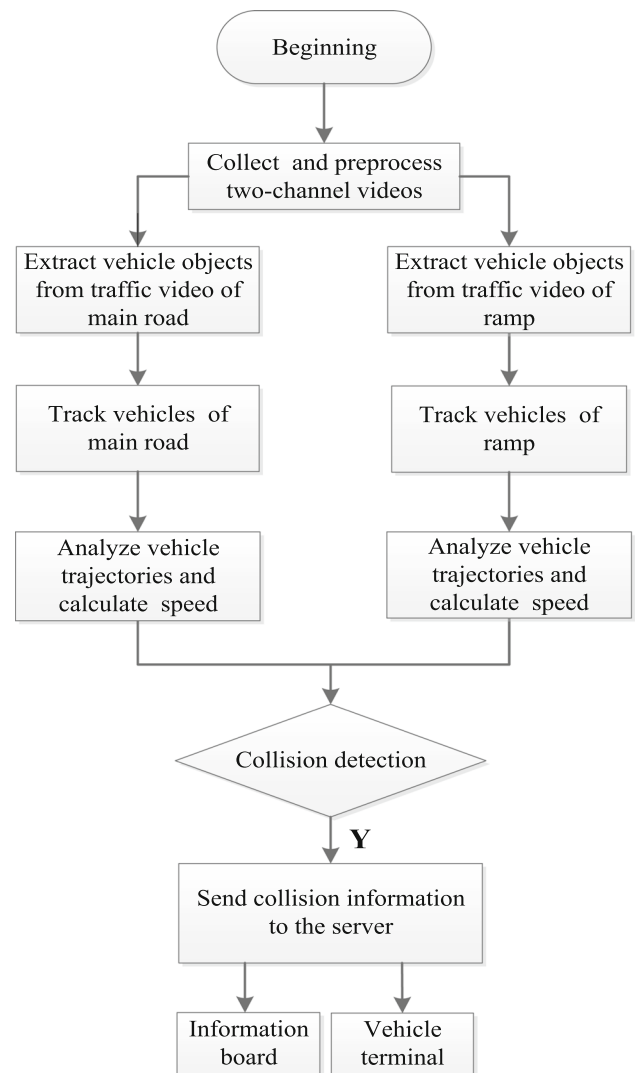 Beginning
Collect and preprocess
two-channel videos
Extract vehicle objects
from traffic video of
main road
Extract vehicle objects
from traffic video of
ramp
Track vehicles of
main road
Track vehicles of
ramp
Analyze vehicle
trajectories and
calculate speed
Analyze vehicle
trajectories and
calculate speed
Collision detection
Y
Send collision information
to the server
Information
board
Vehicle
terminal